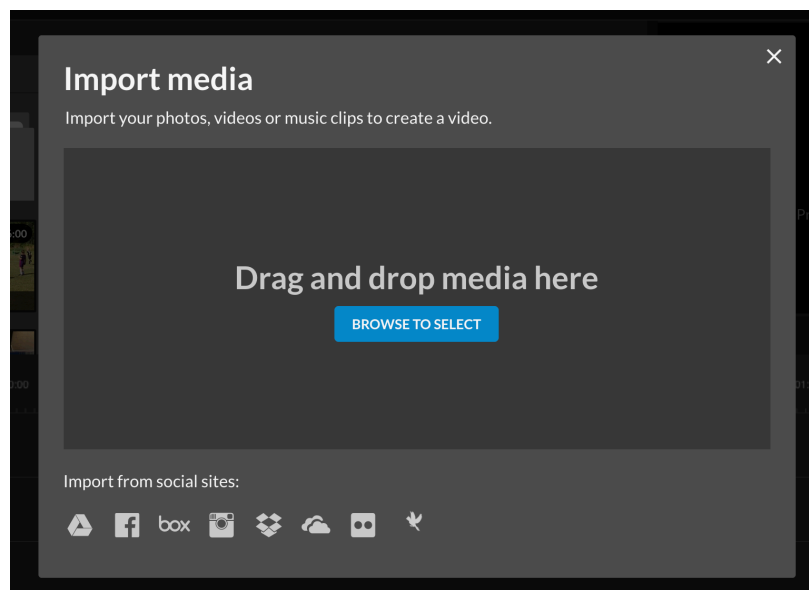 Import media
Import your photos, videos or music clips to create a video.
Drag and drop media here
BROWSE TO SELECT
Import from social sites:
box